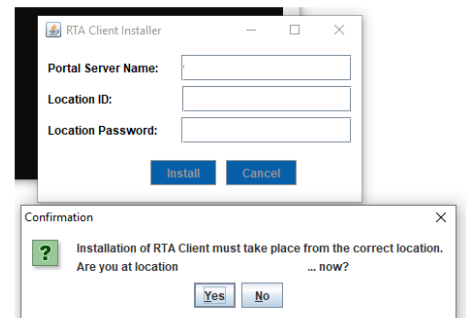 RTA Client Installer
Portal Server Name:
Location ID:
Location Password:
Install Cancel
Confirmation
Installation of RTA Client must take place from the correct location.
Are you at location ... now?
Yes No